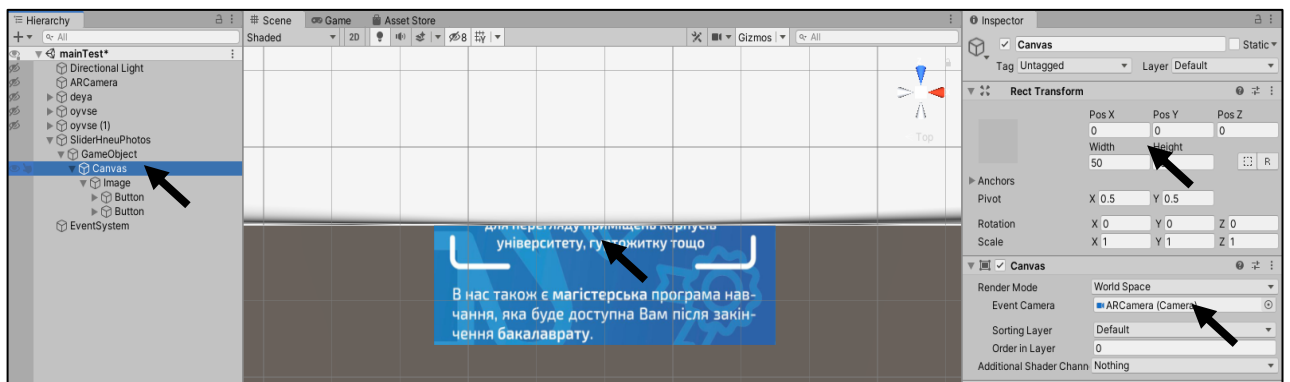 Hierarchy
All
mainTest*
Directional Light
ARCamera
deya
oyvse
oyvse (1)
SliderHneuPhotos
GameObject
Canvas
Image
Button
Button
EventSystem
Scene Game Asset Store
Shaded 2D 8 Gizmos All
Top
для перегляду приміщень корпусів
університету, гуртожитку тощо
В нас також є магістерська програма нав-
чання, яка буде доступна Вам після закін-
чення бакалаврату.
Inspector
Canvas Static
Tag Untagged Layer Default
Rect Transform
Pos X Pos Y Pos Z
0 0 0
Width Height
50 R
Anchors
Pivot X 0.5 Y 0.5
Rotation X 0 Y 0 Z 0
Scale X 1 Y 1 Z 1
Canvas
Render Mode World Space
Event Camera ARCamera (Camera)
Sorting Layer Default
Order in Layer 0
Additional Shader Chann Nothing